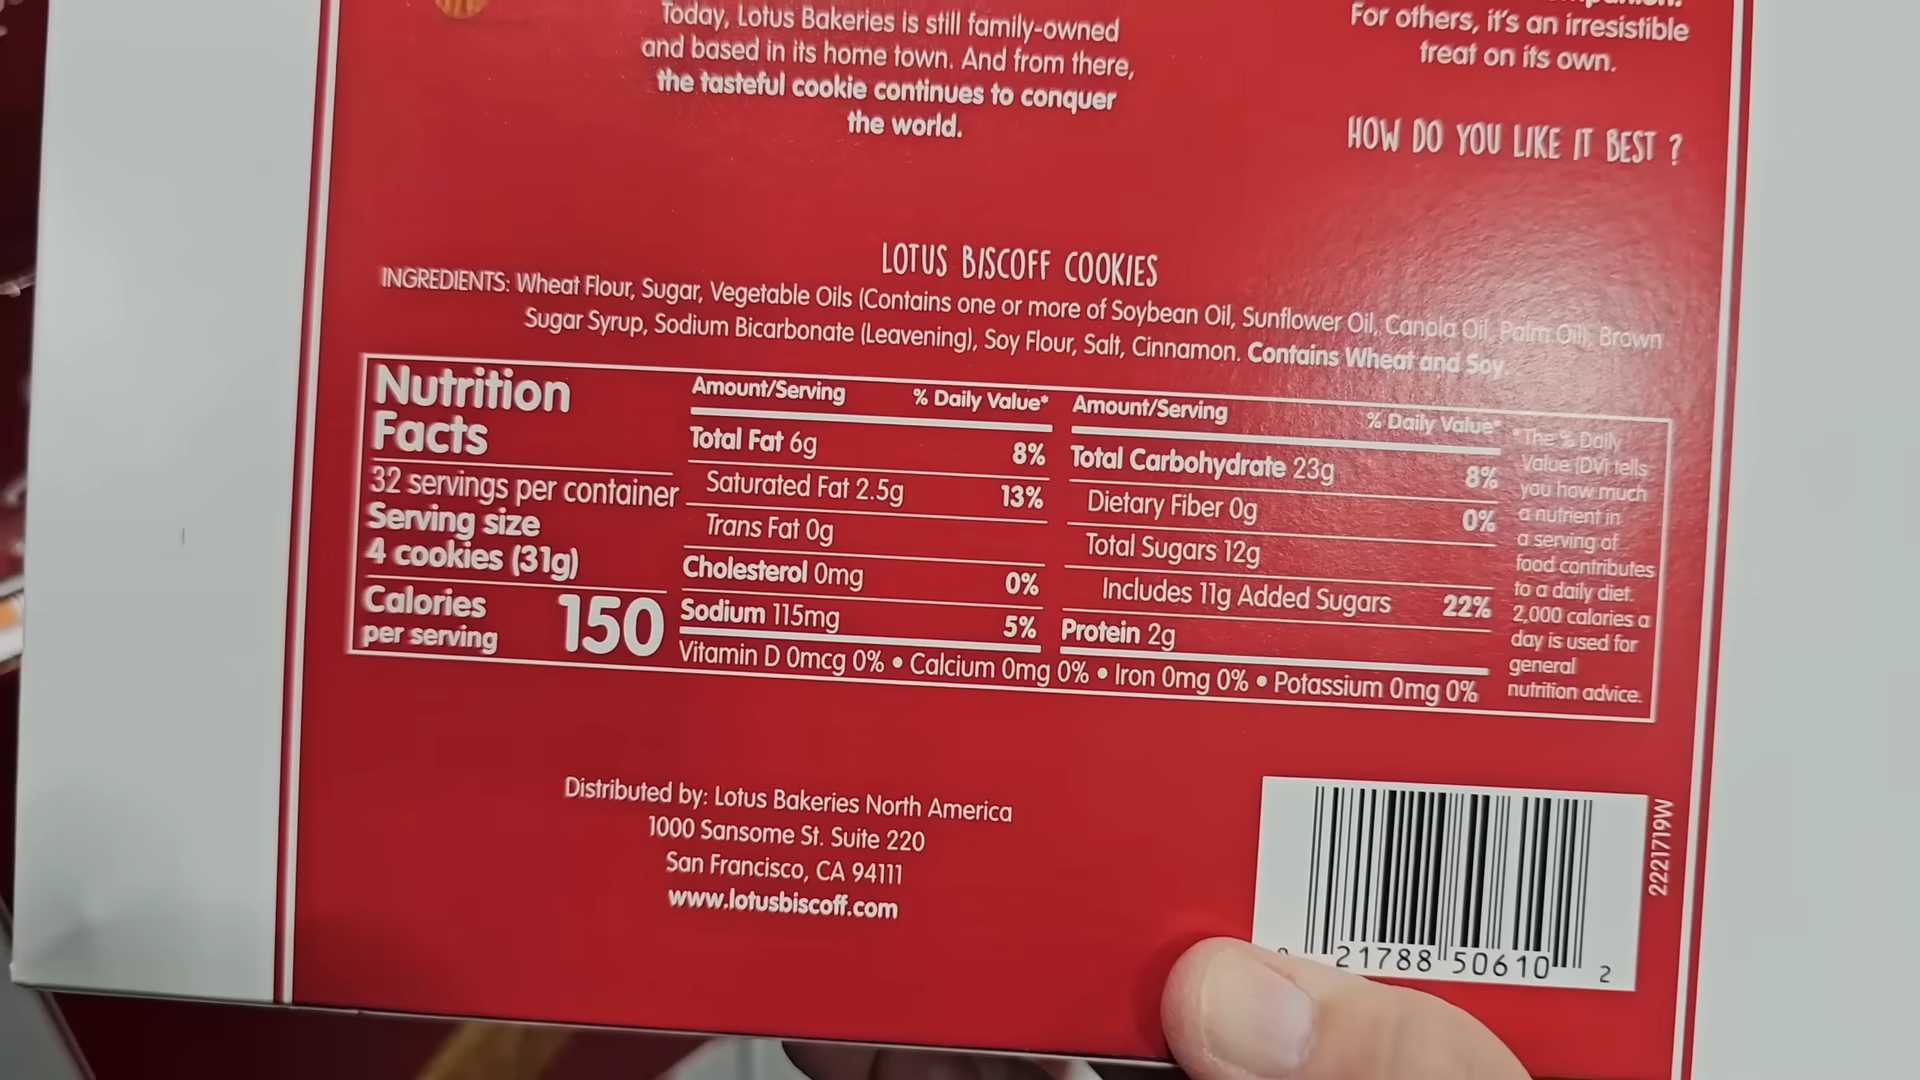 Today, Lotus Bakeries is still family-owned
and based in its home town. And from there,
the tasteful cookie continues to conquer
the world.
For others, it's an irresistible
treat on its own.
HOW DO YOU LIKE IT BEST ?
LOTUS BISCOFF COOKIES
INGREDIENTS: Wheat Flour, Sugar, Vegetable Oils (Contains one or more of Soybean Oil, Sunflower Oil, Canola Oil, Palm Oil), Brown
Sugar Syrup, Sodium Bicarbonate (Leavening), Soy Flour, Salt, Cinnamon. Contains Wheat and Soy.
Nutrition
Facts
32 servings per container
Serving size
4 cookies (31g)
Calories
per serving 150
Amount/Serving % Daily Value*
Total Fat 6g 8%
Saturated Fat 2.5g 13%
Trans Fat 0g
Cholesterol 0mg 0%
Sodium 115mg 5%
Amount/Serving % Daily Value*
Total Carbohydrate 23g 8%
Dietary Fiber 0g 0%
Total Sugars 12g
Includes 11g Added Sugars 22%
Protein 2g
Vitamin D 0mcg 0% • Calcium 0mg 0% • Iron 0mg 0% • Potassium 0mg 0%
*The % Daily
Value (DV) tells
you how much
a nutrient in
a serving of
food contributes
to a daily diet.
2,000 calories a
day is used for
general
nutrition advice.
Distributed by: Lotus Bakeries North America
1000 Sansome St. Suite 220
San Francisco, CA 94111
www.lotusbiscoff.com
2221719W
21788 50610 2